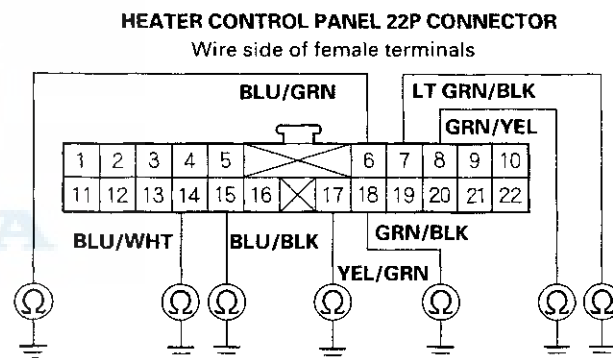 HEATER CONTROL PANEL 22P CONNECTOR
Wire side of female terminals
BLU/GRN
LT GRN/BLK
GRN/YEL
1 2 3 4 5 6 7 8 9 10
11 12 13 14 15 16 17 18 19 20 21 22
BLU/WHT
BLU/BLK
GRN/BLK
YEL/GRN
Ω Ω Ω Ω Ω Ω Ω